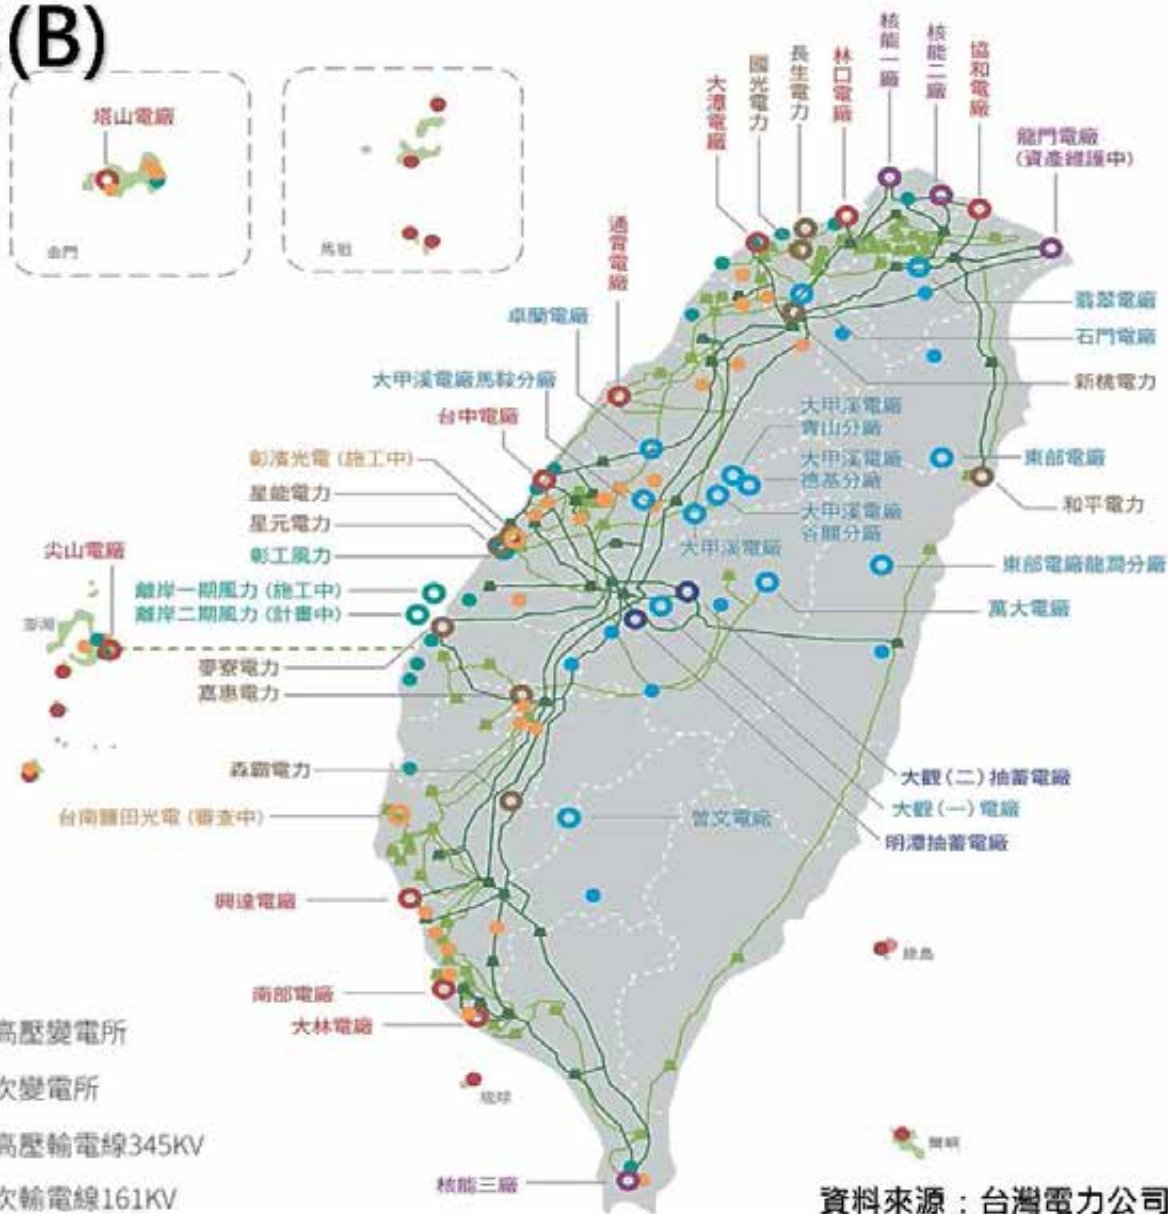 (B)
塔山電廠
金門
馬祖
大潭電廠
國光電力
長生電力
林口電廠
核能一廠
核能二廠
協和電廠
龍門電廠
(資產維護中)
通霄電廠
卓蘭電廠
大甲溪電廠馬鞍分廠
台中電廠
彰濱光電 (施工中)
星能電力
星元電力
彰工風力
尖山電廠
離岸一期風力 (施工中)
離岸二期風力 (計畫中)
澎湖
麥寮電力
嘉惠電力
森霸電力
台南鹽田光電 (審查中)
興達電廠
南部電廠
大林電廠
琉球
核能三廠
翡翠電廠
石門電廠
新桃電力
大甲溪電廠
青山分廠
大甲溪電廠
德基分廠
大甲溪電廠
谷關分廠
大甲溪電廠
東部電廠
和平電力
東部電廠龍澗分廠
萬大電廠
大觀 (二) 抽蓄電廠
大觀 (一) 電廠
明潭抽蓄電廠
曾文電廠
綠島
蘭嶼
高壓變電所
次變電所
高壓輸電線345KV
次輸電線161KV
資料來源：台灣電力公司